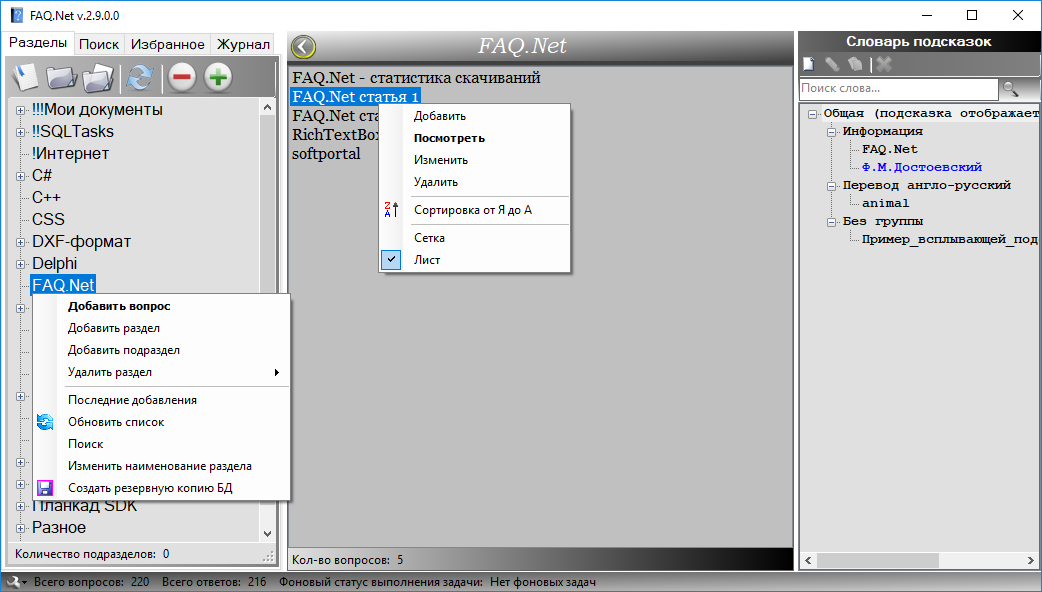 FAQ.Net v.2.9.0.0
Разделы Поиск Избранное Журнал
!!!Мои документы
!!SQLTasks
!Интернет
C#
C++
CSS
DXF-формат
Delphi
FAQ.Net
Добавить вопрос
Добавить раздел
Добавить подраздел
Удалить раздел
Последние добавления
Обновить список
Поиск
Изменить наименование раздела
Создать резервную копию БД
Планкад SDK
Разное
Количество подразделов: 0
FAQ.Net
FAQ.Net - статистика скачиваний
FAQ.Net статья 1
FAQ.Net ста
RichTextBo
softportal
Добавить
Посмотреть
Изменить
Удалить
Сортировка от Я до А
Сетка
Лист
Кол-во вопросов: 5
Словарь подсказок
Поиск слова...
Общая (подсказка отображает
Информация
FAQ.Net
Ф.М.Достоевский
Перевод англо-русский
animal
Без группы
Пример_всплывающей_под
Всего вопросов: 220 Всего ответов: 216 Фоновый статус выполнения задачи: Нет фоновых задач